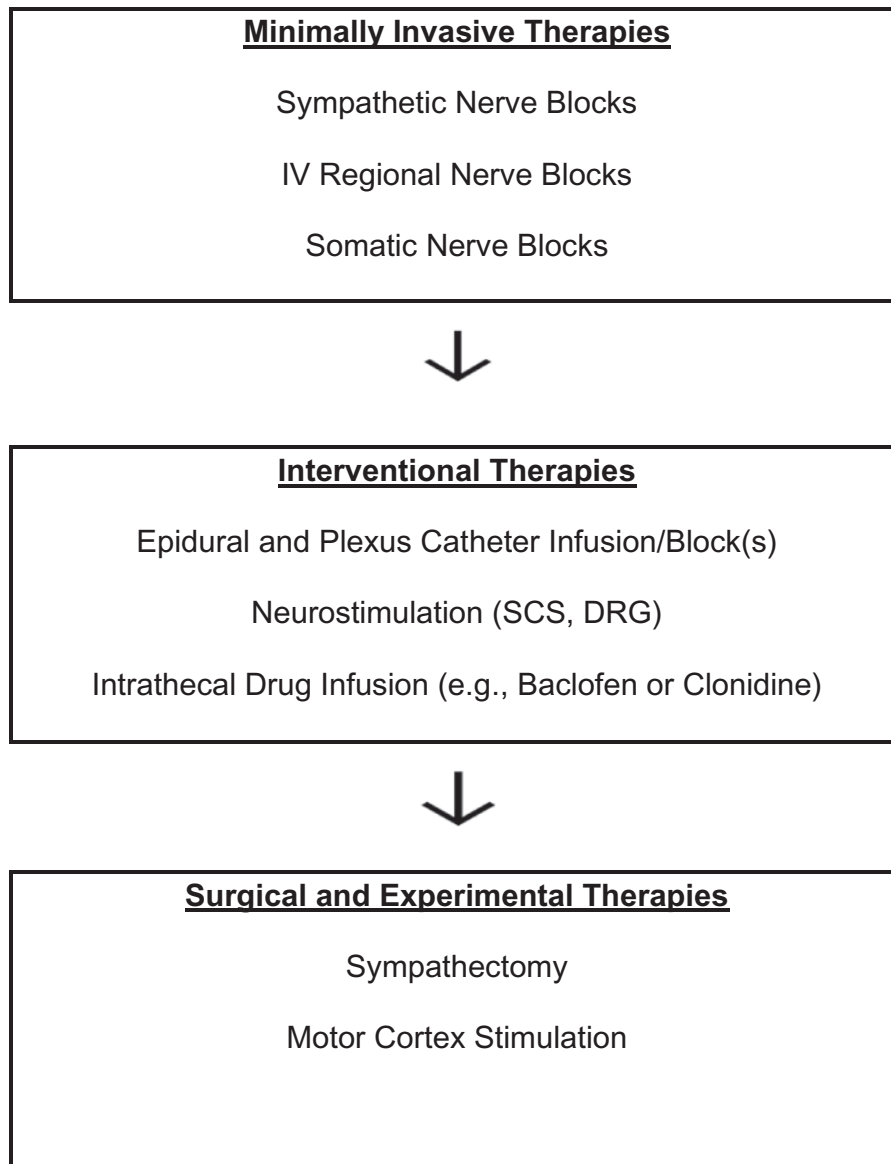 Minimally Invasive Therapies
Sympathetic Nerve Blocks
IV Regional Nerve Blocks
Somatic Nerve Blocks
Interventional Therapies
Epidural and Plexus Catheter Infusion/Block(s)
Neurostimulation (SCS, DRG)
Intrathecal Drug Infusion (e.g., Baclofen or Clonidine)
Surgical and Experimental Therapies
Sympathectomy
Motor Cortex Stimulation